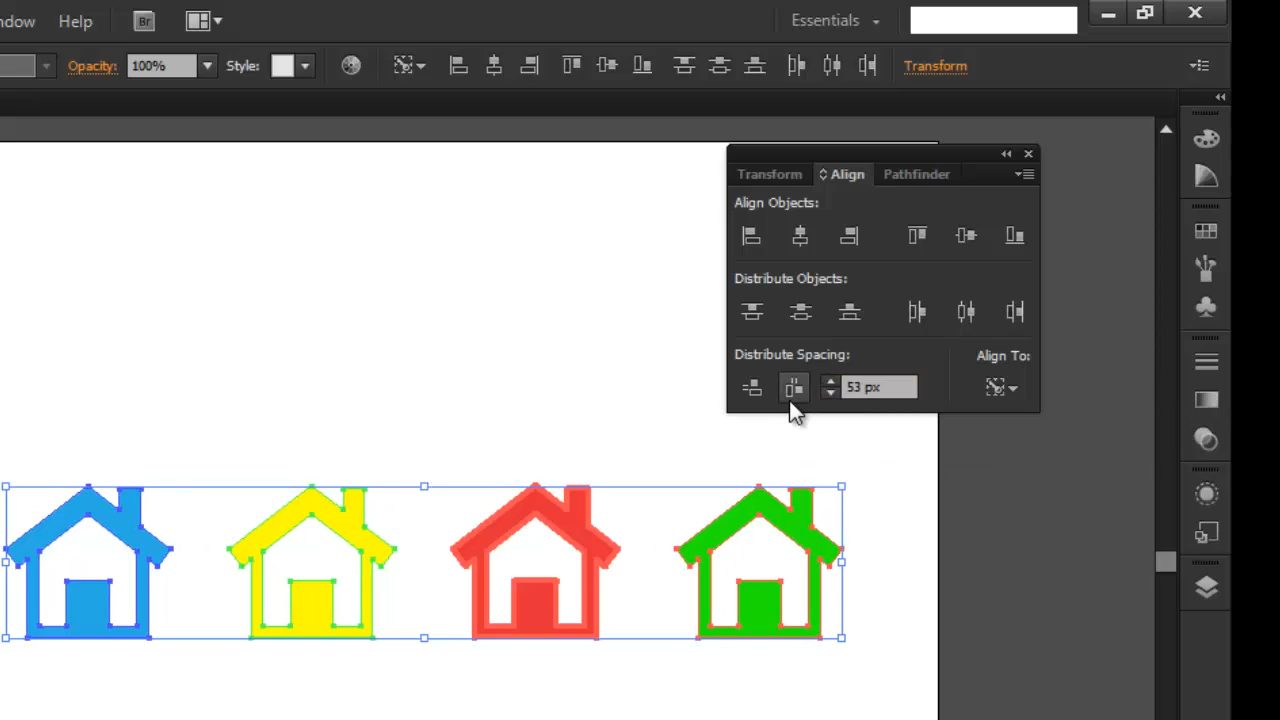 ndow Help Br Essentials
Opacity: 100% Style: Transform
Transform Align Pathfinder
Align Objects:
Distribute Objects:
Distribute Spacing: Align To:
53 px